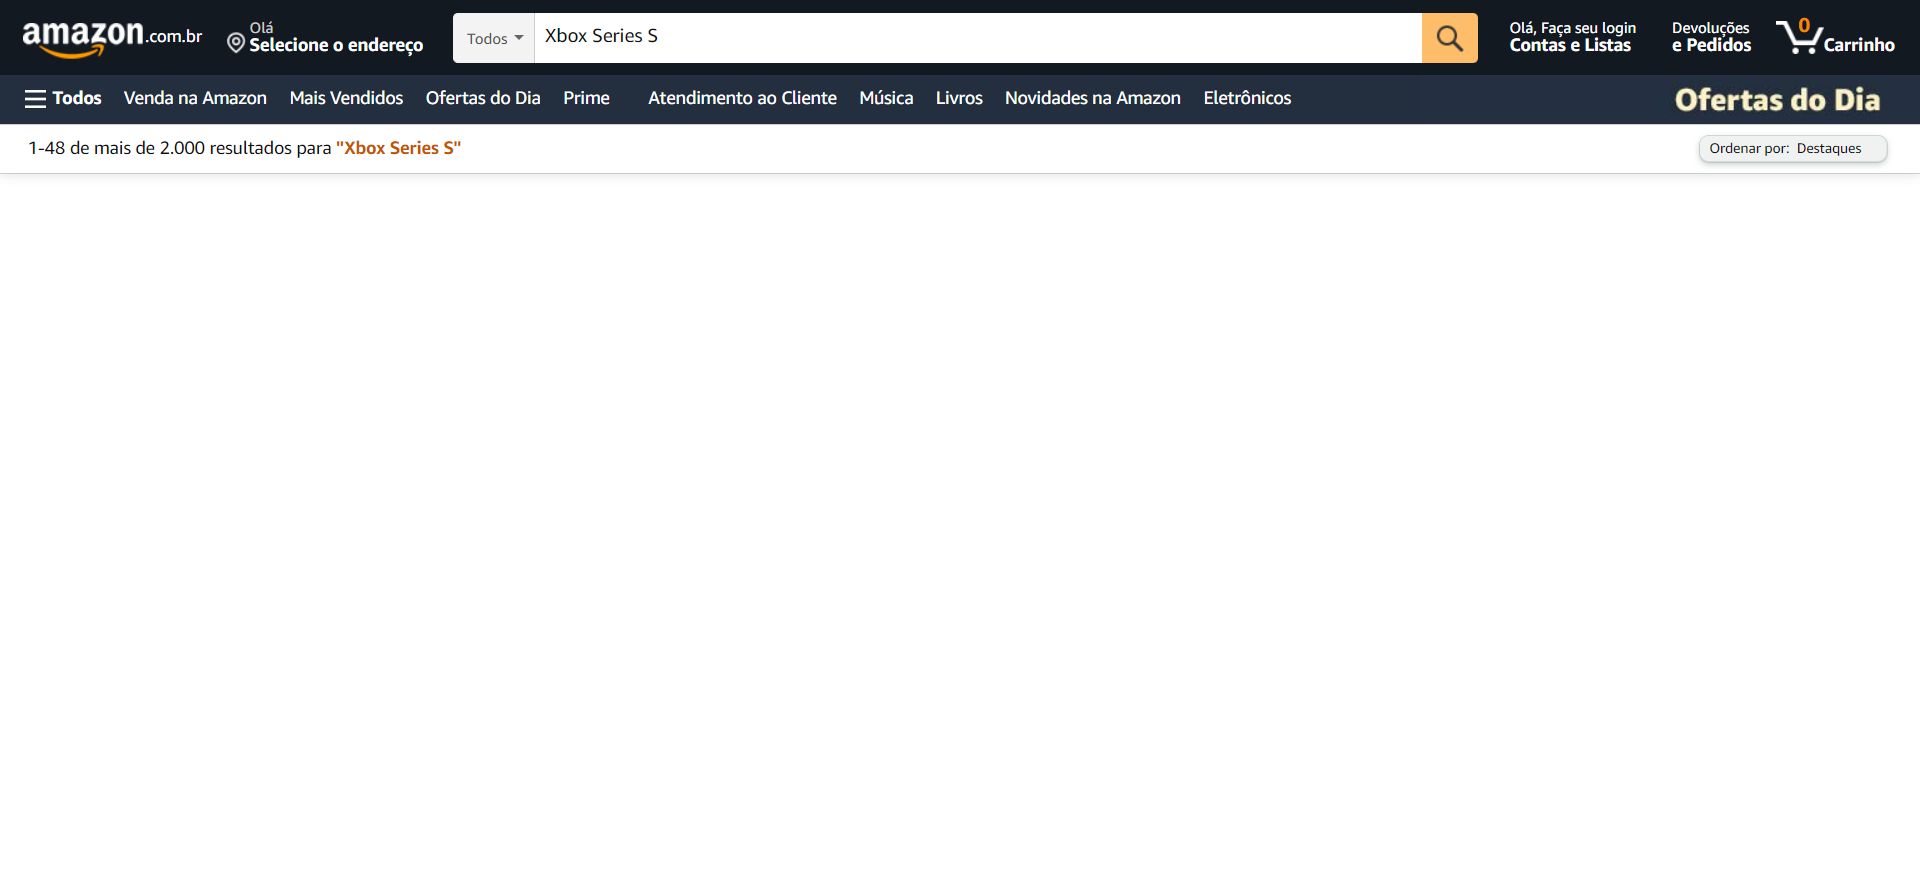 amazon.com.br
Olá
Selecione o endereço
Todos
Xbox Series S
Olá, Faça seu login
Contas e Listas
Devoluções
e Pedidos
0
Carrinho
Todos Venda na Amazon Mais Vendidos Ofertas do Dia Prime Atendimento ao Cliente Música Livros Novidades na Amazon Eletrônicos
Ofertas do Dia
1-48 de mais de 2.000 resultados para "Xbox Series S"
Ordenar por: Destaques